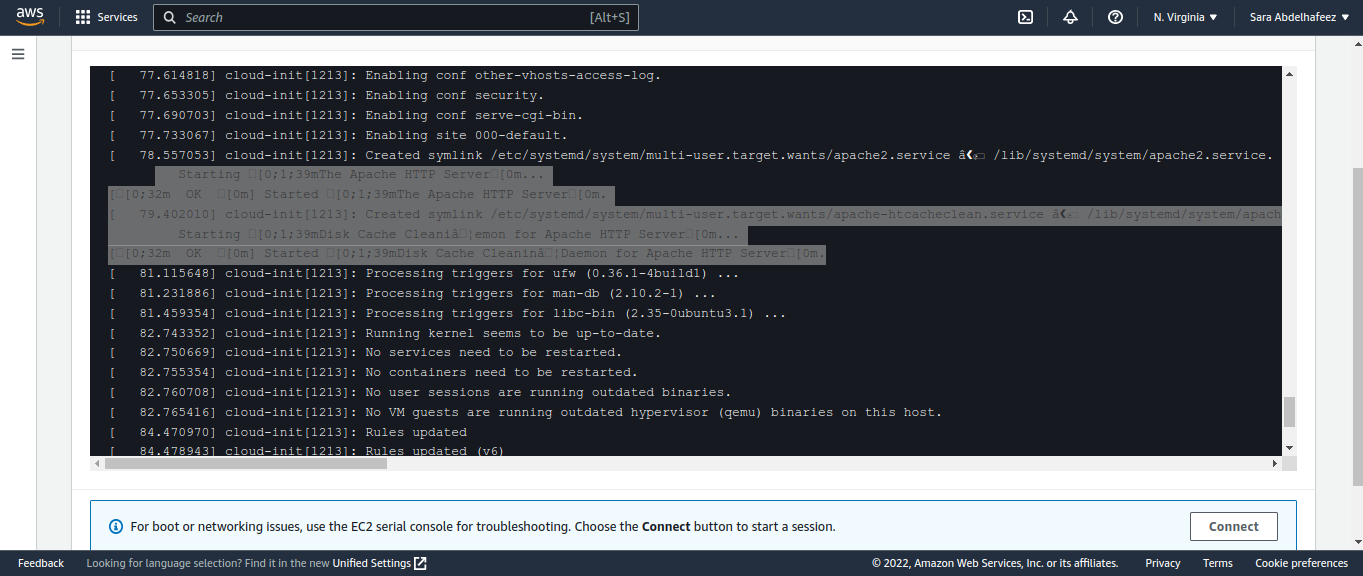 aws
Services
Search [Alt+S]
N. Virginia
Sara Abdelhafeez
[ 77.614818] cloud-init[1213]: Enabling conf other-vhosts-access-log.
[ 77.653305] cloud-init[1213]: Enabling conf security.
[ 77.690703] cloud-init[1213]: Enabling conf serve-cgi-bin.
[ 77.733067] cloud-init[1213]: Enabling site 000-default.
[ 78.557053] cloud-init[1213]: Created symlink /etc/systemd/system/multi-user.target.wants/apache2.service â /lib/systemd/system/apache2.service.
Starting [0;1;39mThe Apache HTTP Server[0m...
[[0;32m OK [0m] Started [0;1;39mThe Apache HTTP Server[0m.
[ 79.402010] cloud-init[1213]: Created symlink /etc/systemd/system/multi-user.target.wants/apache-htcacheclean.service â /lib/systemd/system/apach
Starting [0;1;39mDisk Cache Cleaniâ¦emon for Apache HTTP Server[0m...
[[0;32m OK [0m] Started [0;1;39mDisk Cache Cleaninâ¦Daemon for Apache HTTP Server[0m.
[ 81.115648] cloud-init[1213]: Processing triggers for ufw (0.36.1-4build1) ...
[ 81.231886] cloud-init[1213]: Processing triggers for man-db (2.10.2-1) ...
[ 81.459354] cloud-init[1213]: Processing triggers for libc-bin (2.35-0ubuntu3.1) ...
[ 82.743352] cloud-init[1213]: Running kernel seems to be up-to-date.
[ 82.750669] cloud-init[1213]: No services need to be restarted.
[ 82.755354] cloud-init[1213]: No containers need to be restarted.
[ 82.760708] cloud-init[1213]: No user sessions are running outdated binaries.
[ 82.765416] cloud-init[1213]: No VM guests are running outdated hypervisor (qemu) binaries on this host.
[ 84.470970] cloud-init[1213]: Rules updated
[ 84.478943] cloud-init[1213]: Rules updated (v6)
For boot or networking issues, use the EC2 serial console for troubleshooting. Choose the Connect button to start a session.
Connect
Feedback
Looking for language selection? Find it in the new Unified Settings
© 2022, Amazon Web Services, Inc. or its affiliates.
Privacy
Terms
Cookie preferences